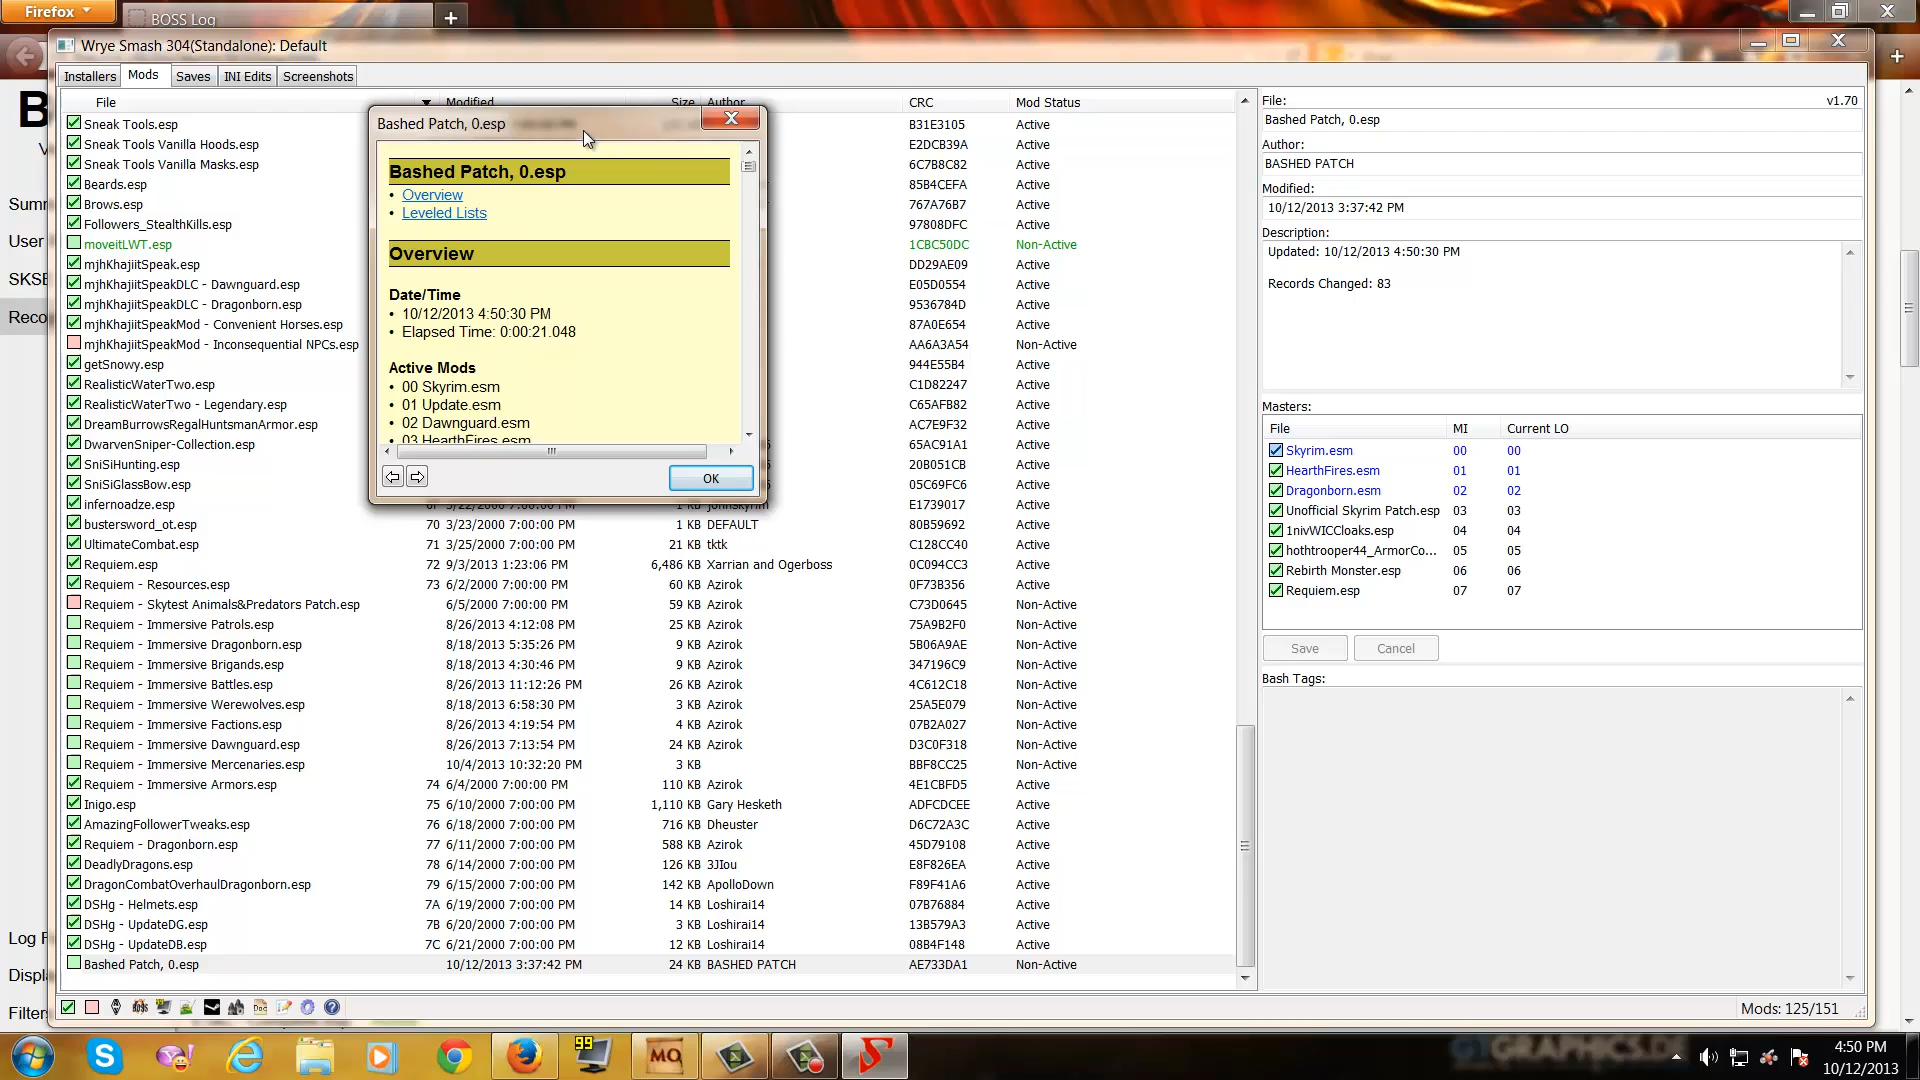 Firefox
BOSS Log
Wrye Smash 304(Standalone): Default
Installers Mods Saves INI Edits Screenshots
File Modified Size Author CRC Mod Status
Sneak Tools.esp B31E3105 Active
Sneak Tools Vanilla Hoods.esp E2DCB39A Active
Sneak Tools Vanilla Masks.esp 6C7B8C82 Active
Beards.esp 85B4CEFA Active
Brows.esp 767A76B7 Active
Followers_StealthKills.esp 97808DFC Active
moveitLWT.esp 1CBC50DC Non-Active
mjhKhajiitSpeak.esp DD29AE09 Active
mjhKhajiitSpeakDLC - Dawnguard.esp E05D0554 Active
mjhKhajiitSpeakDLC - Dragonborn.esp 9536784D Active
mjhKhajiitSpeakMod - Convenient Horses.esp 87A0E654 Active
mjhKhajiitSpeakMod - Inconsequential NPCs.esp AA6A3A54 Non-Active
getSnowy.esp 944E55B4 Active
RealisticWaterTwo.esp C1D82247 Active
RealisticWaterTwo - Legendary.esp C65AFB82 Active
DreamBurrowsRegalHuntsmanArmor.esp AC7E9F32 Active
DwarvenSniper-Collection.esp 65AC91A1 Active
SniSiHunting.esp 20B051CB Active
SniSiGlassBow.esp 05C69FC6 Active
infernoadze.esp 6F 3/22/2000 7:00:00 PM 1 KB johnskyrim E1739017 Active
bustersword_ot.esp 70 3/23/2000 7:00:00 PM 1 KB DEFAULT 80B59692 Active
UltimateCombat.esp 71 3/25/2000 7:00:00 PM 21 KB tktk C128CC40 Active
Requiem.esp 72 9/3/2013 1:23:06 PM 6,486 KB Xarrian and Ogerboss 0C094CC3 Active
Requiem - Resources.esp 73 6/2/2000 7:00:00 PM 60 KB Azirok 0F73B356 Active
Requiem - Skytest Animals&Predators Patch.esp 6/5/2000 7:00:00 PM 59 KB Azirok C73D0645 Non-Active
Requiem - Immersive Patrols.esp 8/26/2013 4:12:08 PM 25 KB Azirok 75A9B2F0 Non-Active
Requiem - Immersive Dragonborn.esp 8/18/2013 5:35:26 PM 9 KB Azirok 5B06A9AE Non-Active
Requiem - Immersive Brigands.esp 8/18/2013 4:30:46 PM 9 KB Azirok 347196C9 Non-Active
Requiem - Immersive Battles.esp 8/26/2013 11:12:26 PM 26 KB Azirok 4C612C18 Non-Active
Requiem - Immersive Werewolves.esp 8/18/2013 6:58:30 PM 3 KB Azirok 25A5E079 Non-Active
Requiem - Immersive Factions.esp 8/26/2013 4:19:54 PM 4 KB Azirok 07B2A027 Non-Active
Requiem - Immersive Dawnguard.esp 8/26/2013 7:13:54 PM 24 KB Azirok D3C0F318 Non-Active
Requiem - Immersive Mercenaries.esp 10/4/2013 10:32:20 PM 3 KB BBF8CC25 Non-Active
Requiem - Immersive Armors.esp 74 6/4/2000 7:00:00 PM 110 KB Azirok 4E1CBFD5 Active
Inigo.esp 75 6/10/2000 7:00:00 PM 1,110 KB Gary Hesketh ADFCDCEE Active
AmazingFollowerTweaks.esp 76 6/18/2000 7:00:00 PM 716 KB Dheuster D6C72A3C Active
Requiem - Dragonborn.esp 77 6/11/2000 7:00:00 PM 588 KB Azirok 45D79108 Active
DeadlyDragons.esp 78 6/14/2000 7:00:00 PM 126 KB 3JIou E8F826EA Active
DragonCombatOverhaulDragonborn.esp 79 6/15/2000 7:00:00 PM 142 KB ApolloDown F89F41A6 Active
DSHg - Helmets.esp 7A 6/19/2000 7:00:00 PM 14 KB Loshirai14 07B76884 Active
DSHg - UpdateDG.esp 7B 6/20/2000 7:00:00 PM 3 KB Loshirai14 13B579A3 Active
DSHg - UpdateDB.esp 7C 6/21/2000 7:00:00 PM 12 KB Loshirai14 08B4F148 Active
Bashed Patch, 0.esp 10/12/2013 3:37:42 PM 24 KB BASHED PATCH AE733DA1 Non-Active
Bashed Patch, 0.esp
Bashed Patch, 0.esp
• Overview
• Leveled Lists
Overview
Date/Time
• 10/12/2013 4:50:30 PM
• Elapsed Time: 0:00:21.048
Active Mods
• 00 Skyrim.esm
• 01 Update.esm
• 02 Dawnguard.esm
• 03 HearthFires.esm
OK
File: v1.70
Bashed Patch, 0.esp
Author:
BASHED PATCH
Modified:
10/12/2013 3:37:42 PM
Description:
Updated: 10/12/2013 4:50:30 PM
Records Changed: 83
Masters:
File MI Current LO
Skyrim.esm 00 00
HearthFires.esm 01 01
Dragonborn.esm 02 02
Unofficial Skyrim Patch.esp 03 03
1nivWICCloaks.esp 04 04
hothtrooper44_ArmorCo... 05 05
Rebirth Monster.esp 06 06
Requiem.esp 07 07
Save Cancel
Bash Tags:
Mods: 125/151
B
Summ
User
SKSE
Reco
Log F
Displa
Filters
BOSS
Doc
99
MO
4:50 PM
10/12/2013